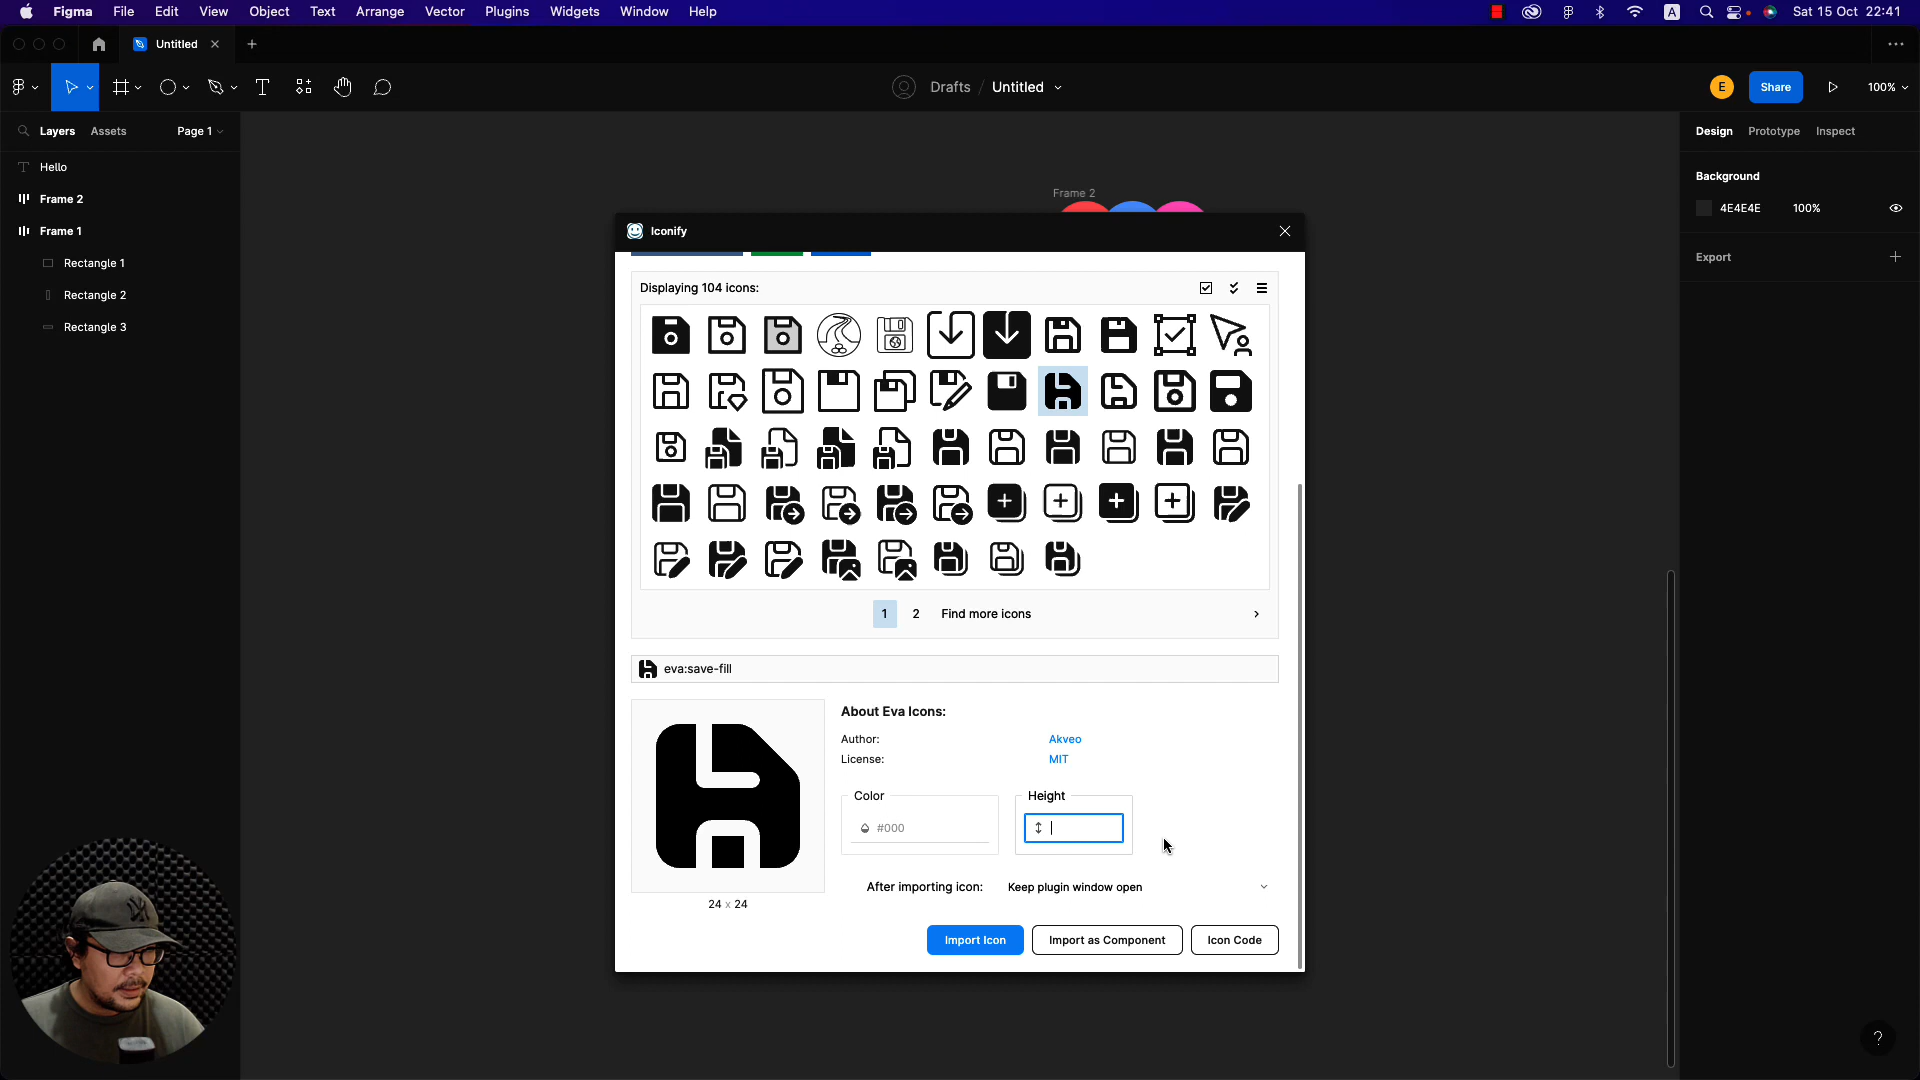 Figma File Edit View Object Text Arrange Vector Plugins Widgets Window Help A Sat 15 Oct 22:41
Untitled
Drafts / Untitled E Share 100%
Layers Assets Page 1
Hello
Frame 2
Frame 1
Rectangle 1
Rectangle 2
Rectangle 3
Frame 2
Iconify
Displaying 104 icons:
1 2 Find more icons
eva:save-fill
24 x 24
About Eva Icons:
Author: Akveo
License: MIT
Color Height
#000
After importing icon: Keep plugin window open
Import Icon Import as Component Icon Code
Design Prototype Inspect
Background
4E4E4E 100%
Export
?